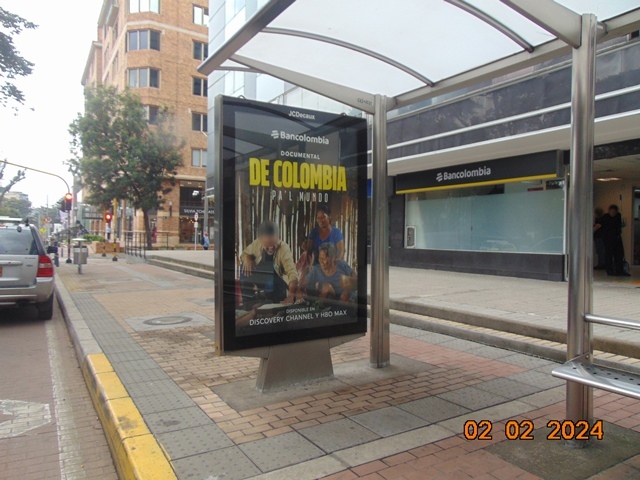 JCDecaux
Bancolombia
DOCUMENTAL
DE COLOMBIA
PA'L MUNDO
DISPONIBLE EN
DISCOVERY CHANNEL Y HBO MAX
Bancolombia
02 02 2024